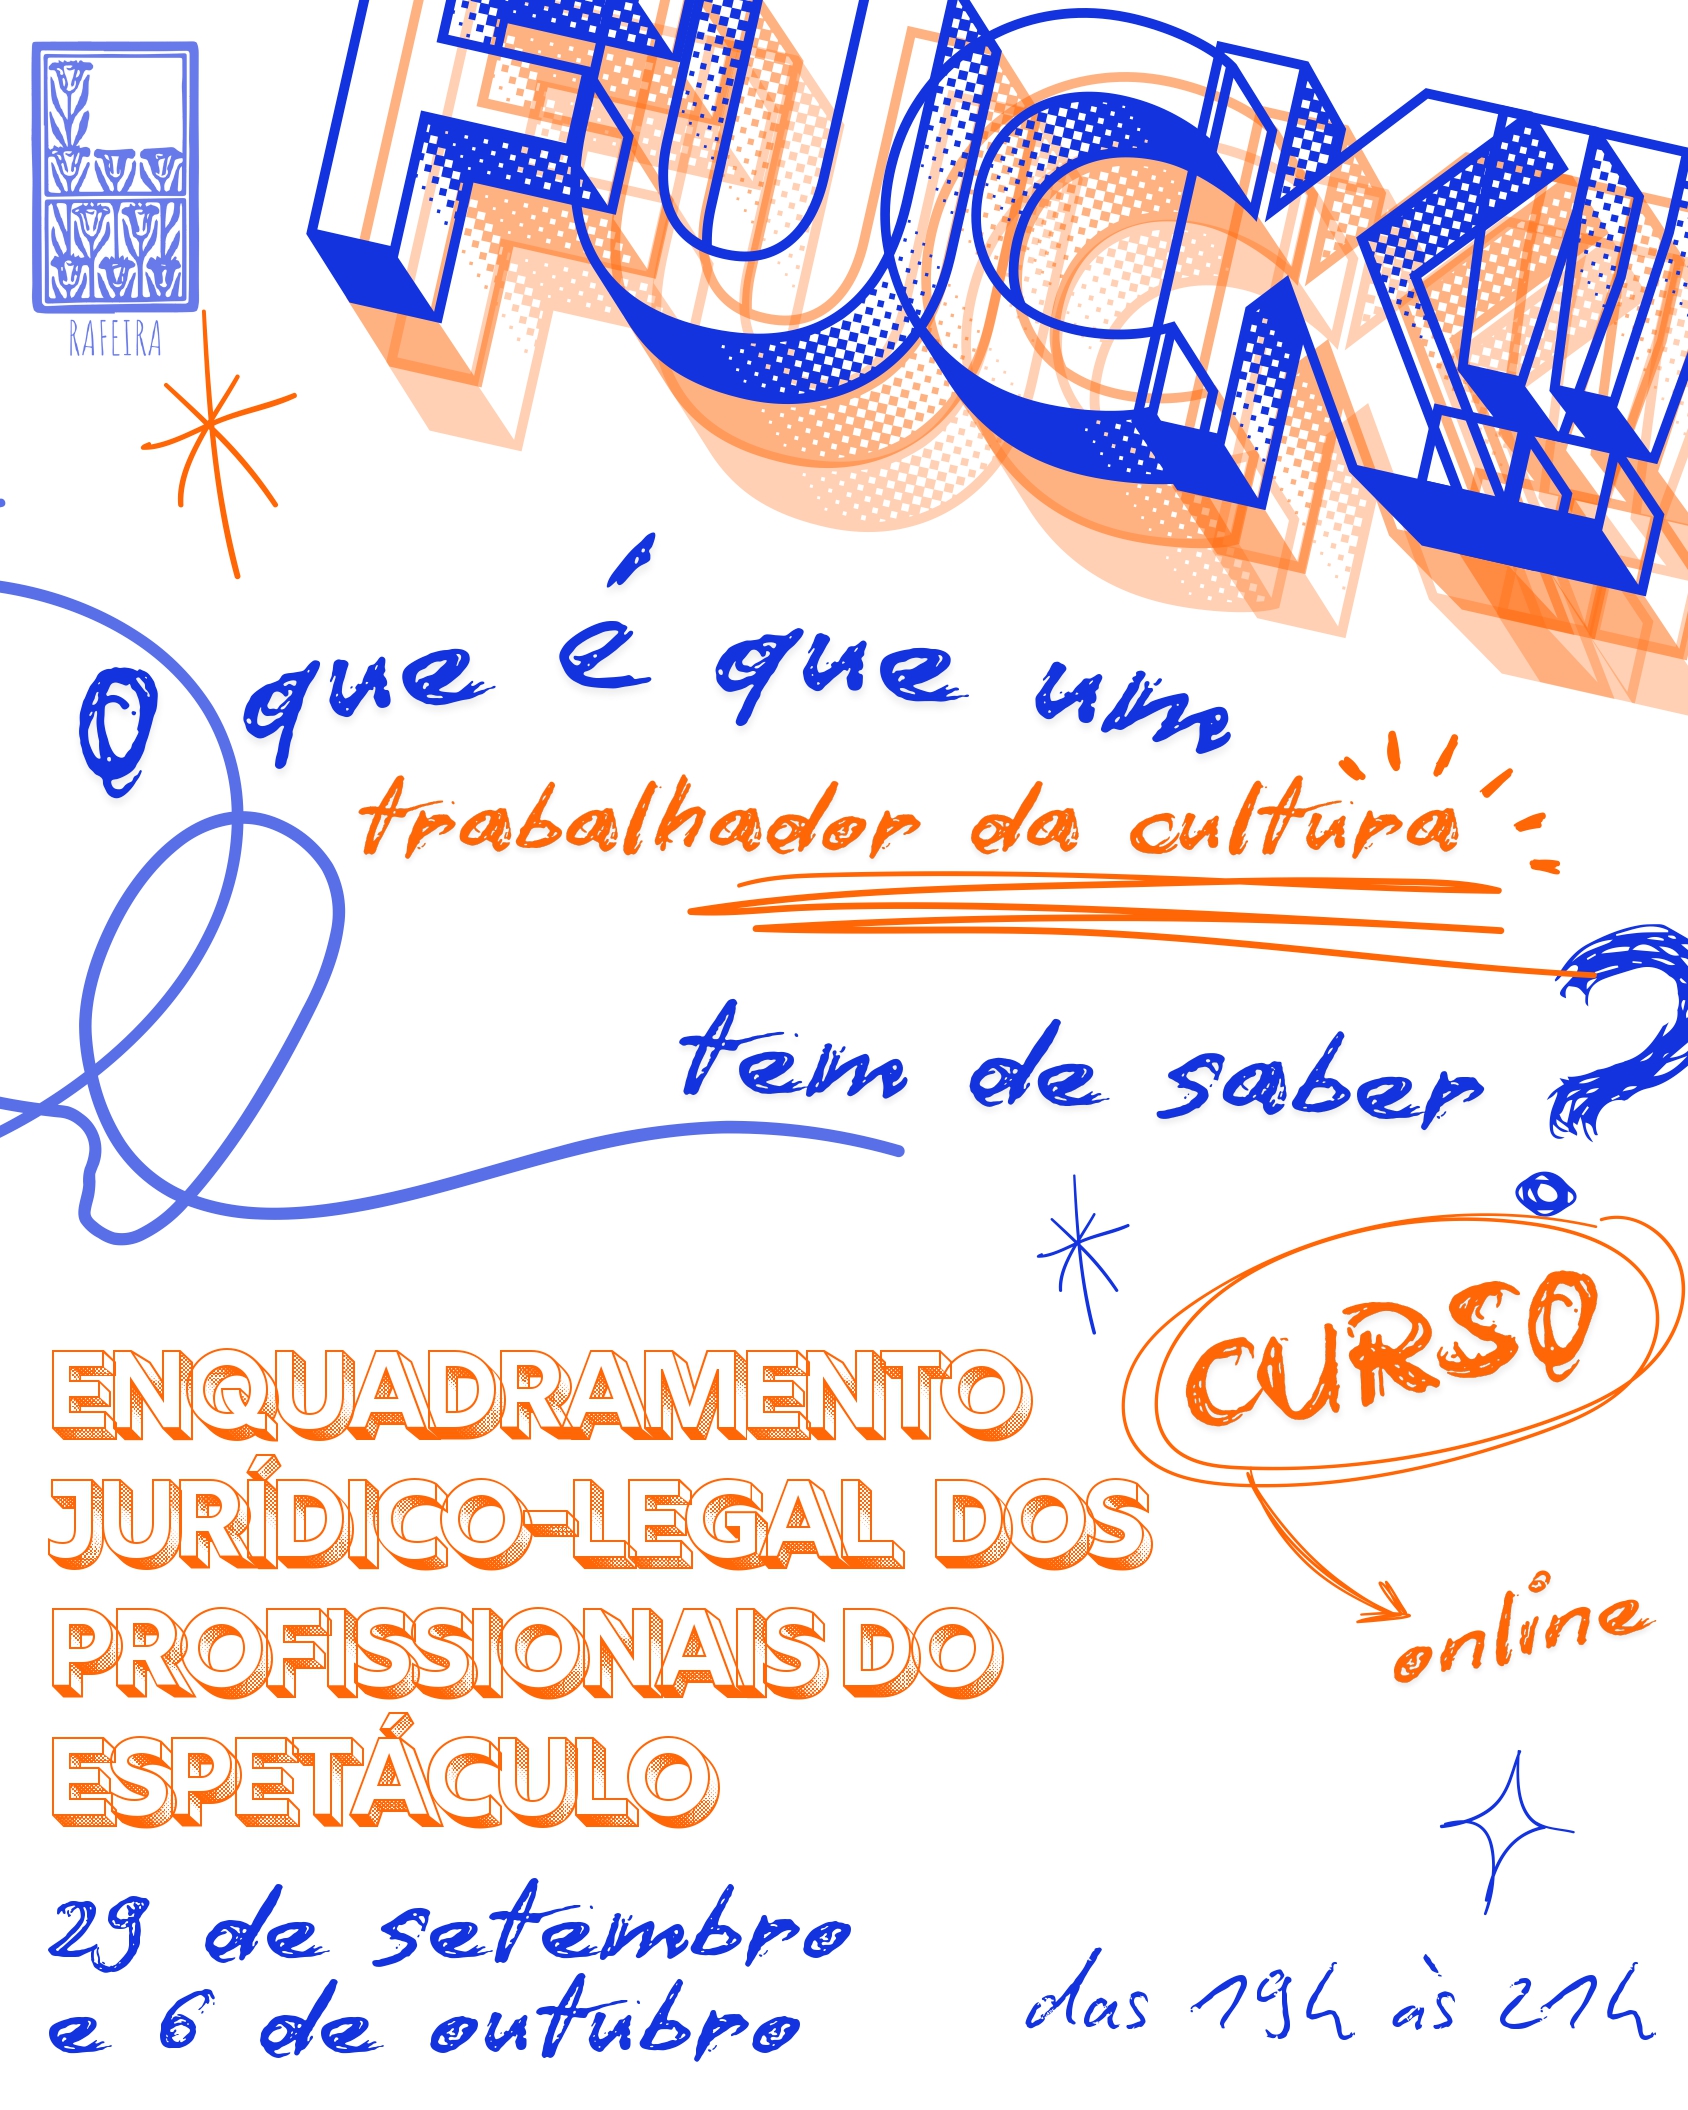 RAFEIRA
O que é que um
trabalhador da cultura
tem de saber ?
CURSO
online
ENQUADRAMENTO
JURÍDICO-LEGAL DOS
PROFISSIONAIS DO
ESPETÁCULO
29 de setembro
e 6 de outubro
das 19h às 21h